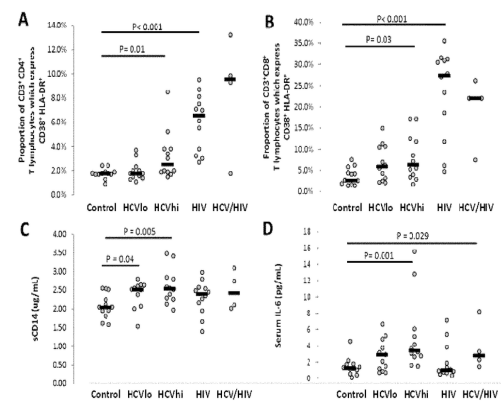 A
P< 0.001
P= 0.01
Proportion of CD3⁺ CD4⁺
T lymphocytes which express
CD38⁺ HLA-DR⁺
14.0%
12.0%
10.0%
8.0%
6.0%
4.0%
2.0%
0.0%
Control HCVlo HCVhi HIV HCV/HIV
B
P <0.001
P = 0.03
Proportion of CD3⁺CD8⁺
T lymphocytes which express
CD38⁺ HLA-DR⁺
40.0%
35.0%
30.0%
25.0%
20.0%
15.0%
10.0%
5.0%
0.0%
Control HCVlo HCVhi HIV HCV/HIV
C
P = 0.005
P = 0.04
sCD14 (ug/mL)
4.00
3.50
3.00
2.50
2.00
1.50
1.00
0.50
0.00
Control HCVlo HCVhi HIV HCV/HIV
D
P = 0.029
P =0.001
Serum IL-6 (pg/mL)
18
16
14
12
10
8
6
4
2
0
Control HCVlo HCVhi HIV HCV/HIV